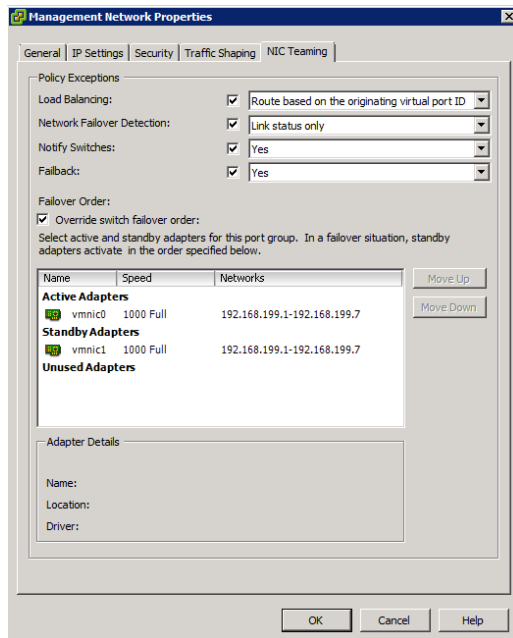 Management Network Properties
General IP Settings Security Traffic Shaping NIC Teaming
Policy Exceptions
Load Balancing: Route based on the originating virtual port ID
Network Failover Detection: Link status only
Notify Switches: Yes
Failback: Yes
Failover Order:
Override switch failover order:
Select active and standby adapters for this port group. In a failover situation, standby
adapters activate in the order specified below.
Name Speed Networks
Move Up
Active Adapters
vmnic0 1000 Full 192.168.199.1-192.168.199.7
Move Down
Standby Adapters
vmnic1 1000 Full 192.168.199.1-192.168.199.7
Unused Adapters
Adapter Details
Name:
Location:
Driver:
OK Cancel Help